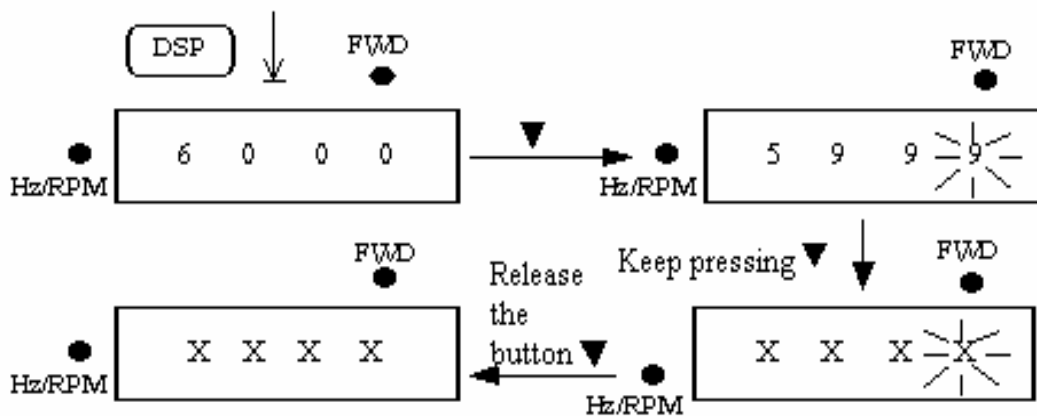 DSP
FWD
6 0 0 0
Hz/RPM
FWD
5 9 9 9
Hz/RPM
Keep pressing
FWD
X X X X
Hz/RPM
Release
the
button
FWD
X X X X
Hz/RPM